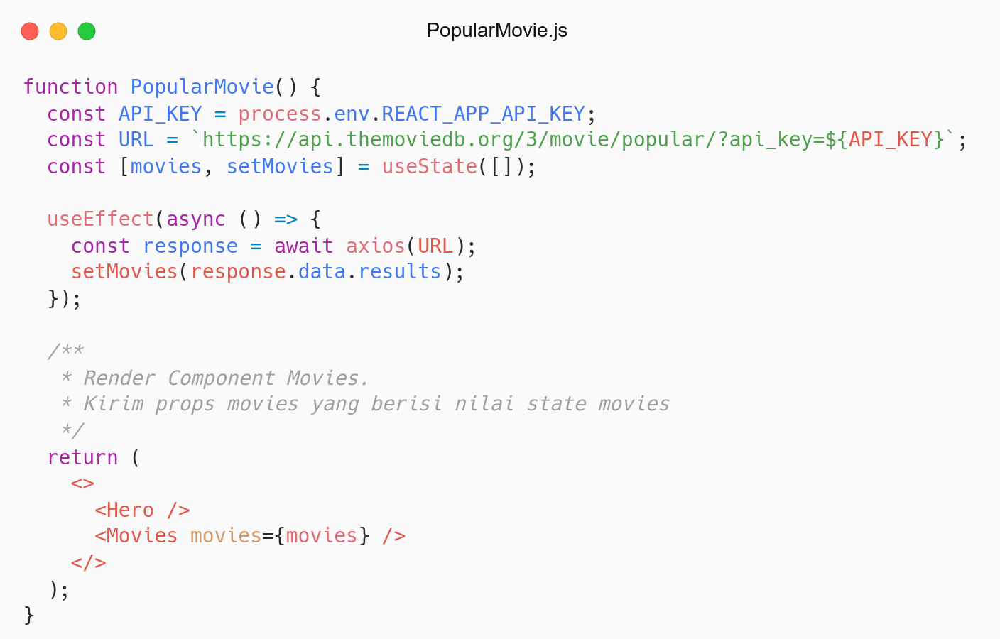 PopularMovie.js
function PopularMovie() {
  const API_KEY = process.env.REACT_APP_API_KEY;
  const URL = `https://api.themoviedb.org/3/movie/popular/?api_key=${API_KEY}`;
  const [movies, setMovies] = useState([]);

  useEffect(async () => {
    const response = await axios(URL);
    setMovies(response.data.results);
  });

  /**
   * Render Component Movies.
   * Kirim props movies yang berisi nilai state movies
   */
  return (
    <>
      <Hero />
      <Movies movies={movies} />
    </>
  );
}